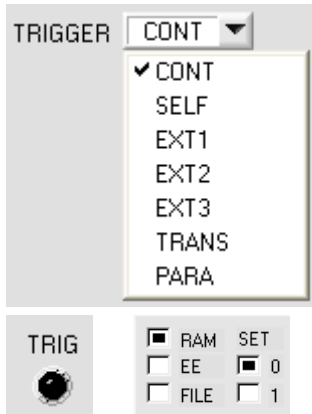 TRIGGER CONT
CONT
SELF
EXT1
EXT2
EXT3
TRANS
PARA
TRIG
RAM SET
EE 0
FILE 1